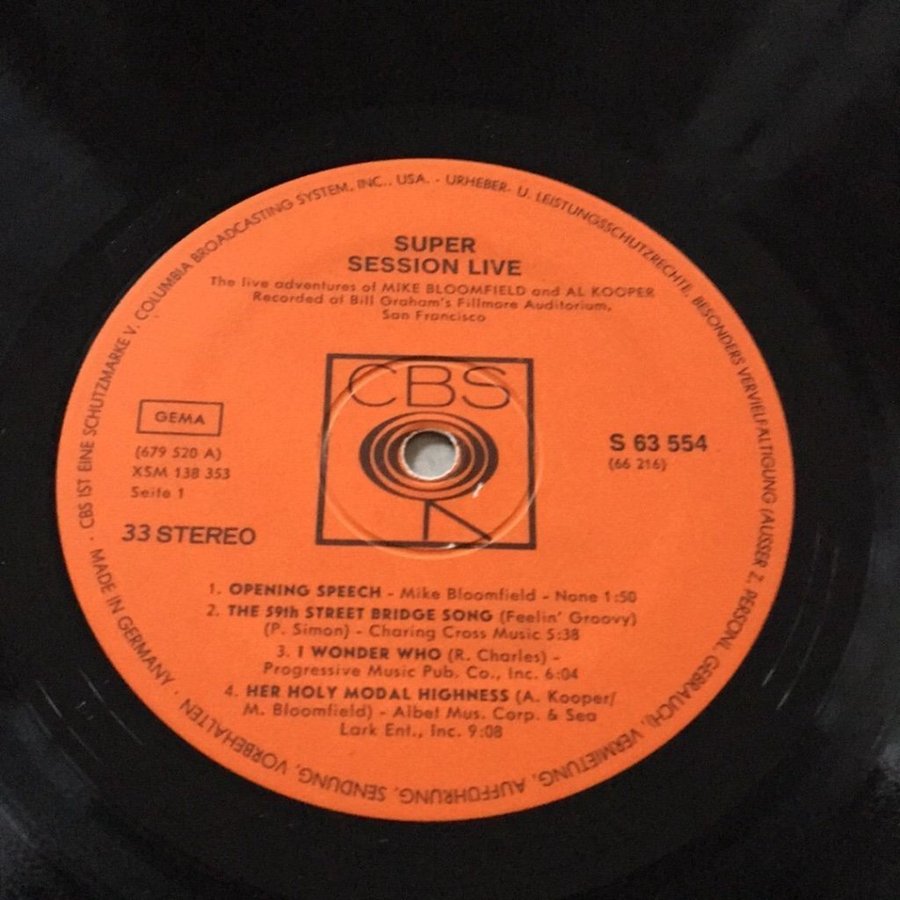 · CBS IST EINE SCHUTZMARKE V. COLUMBIA BROADCASTING SYSTEM, INC., USA. · URHEBER- U. LEISTUNGSSCHUTZRECHTE, BESONDERS VERVIELFÄLTIGUNG (AUSSER Z. PERSÖNL. GEBRAUCH), VERMIETUNG, AUFFÜHRUNG, SENDUNG, VORBEHALTEN · MADE IN GERMANY
SUPER
SESSION LIVE
The live adventures of MIKE BLOOMFIELD and AL KOOPER
Recorded at Bill Graham's Fillmore Auditorium,
San Francisco
CBS
GEMA
(679 520 A)
XSM 138 353
Seite 1
33 STEREO
S 63 554
(66 216)
1. OPENING SPEECH - Mike Bloomfield - None 1:50
2. THE 59th STREET BRIDGE SONG (Feelin' Groovy)
(P. Simon) - Charing Cross Music 5:38
3. I WONDER WHO (R. Charles) -
Progressive Music Pub. Co., Inc. 6:04
4. HER HOLY MODAL HIGHNESS (A. Kooper/
M. Bloomfield) - Albet Mus. Corp. & Sea
Lark Ent., Inc. 9:08